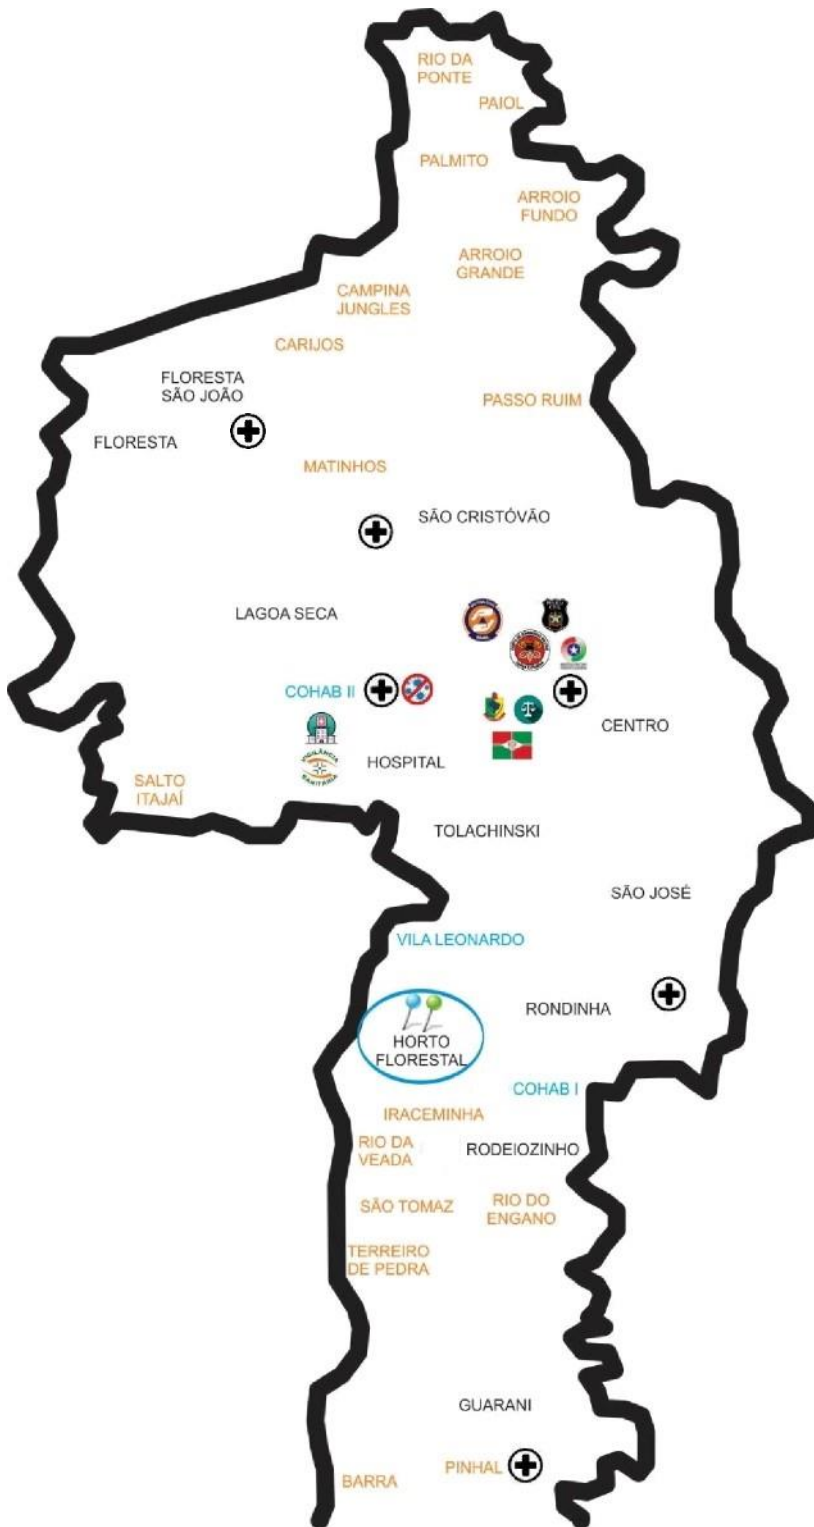 RIO DA
PONTE
PAIOL
PALMITO
ARROIO
FUNDO
ARROIO
GRANDE
CAMPINA
JUNGLES
CARIJOS
FLORESTA
SÃO JOÃO
PASSO RUIM
FLORESTA
MATINHOS
SÃO CRISTÓVÃO
LAGOA SECA
COHAB II
CENTRO
HOSPITAL
VIGILÂNCIA
SANITÁRIA
SALTO
ITAJAÍ
TOLACHINSKI
SÃO JOSÉ
VILA LEONARDO
RONDINHA
HORTO
FLORESTAL
COHAB I
IRACEMINHA
RIO DA
VEADA
RODEIOZINHO
SÃO TOMAZ
RIO DO
ENGANO
TERREIRO
DE PEDRA
GUARANI
PINHAL
BARRA